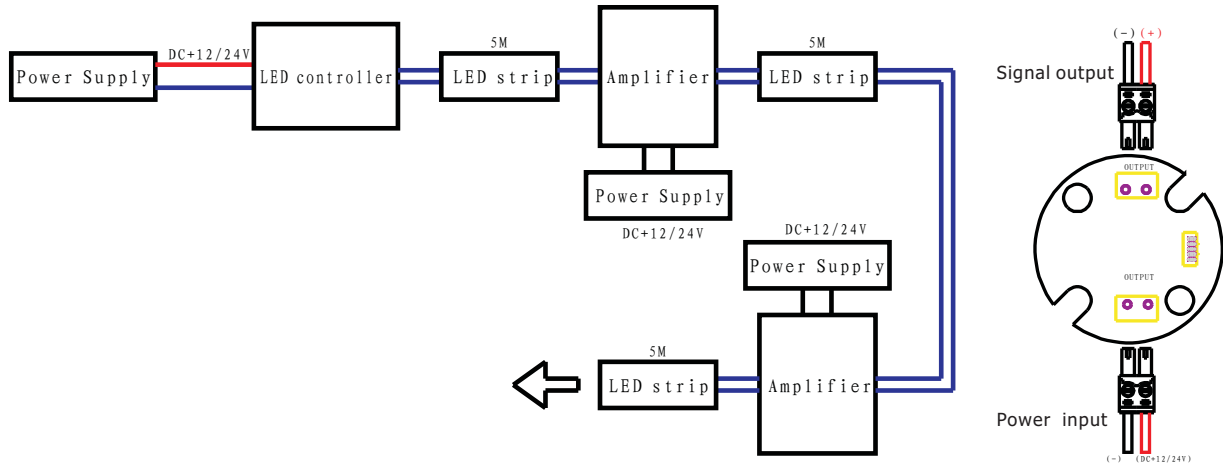 DC+12/24V
Power Supply
LED controller
5M
LED strip
Amplifier
5M
LED strip
Power Supply
DC+12/24V
DC+12/24V
Power Supply
5M
LED strip
Amplifier
(-) (+)
Signal output
OUTPUT
OUTPUT
Power input
(-) (DC+12/24V)